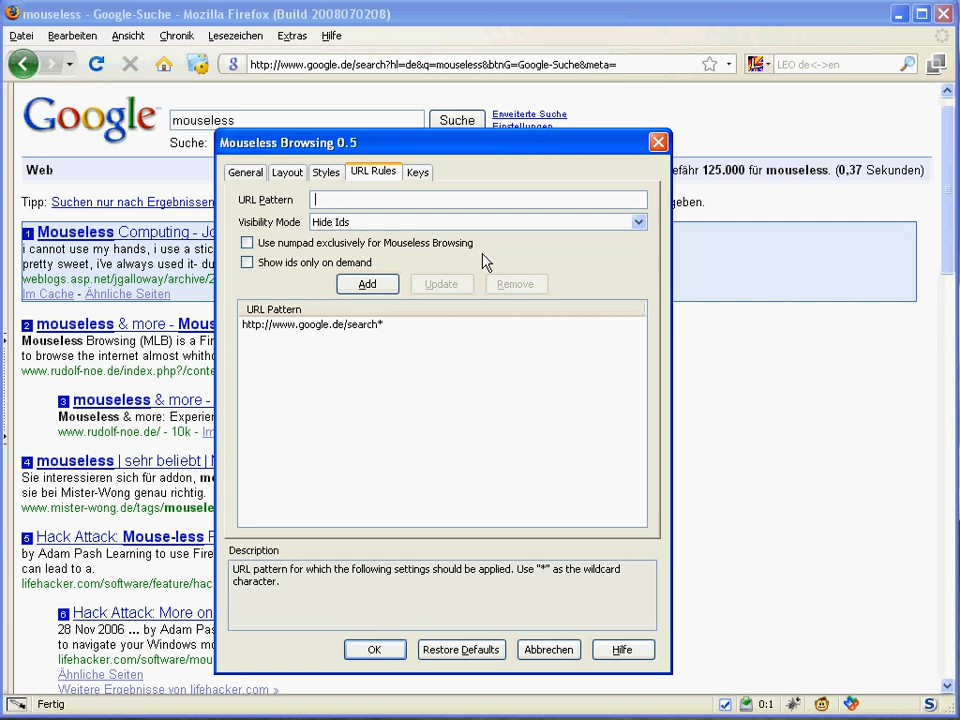 mouseless - Google-Suche - Mozilla Firefox (Build 2008070208)
Datei Bearbeiten Ansicht Chronik Lesezeichen Extras Hilfe
http://www.google.de/search?hl=de&q=mouseless&btnG=Google-Suche&meta=
LEO de<->en
Google
mouseless
Suche
Erweiterte Suche
Einstellungen
Suche:
Web
efähr 125.000 für mouseless. (0,37 Sekunden)
Tipp: Suchen nur nach Ergebnissen
geben.
1 Mouseless Computing - Jo
i cannot use my hands, i use a stic
pretty sweet, i've always used it- du
weblogs.asp.net/jgalloway/archive/2
Im Cache - Ähnliche Seiten
2 mouseless & more - Mous
Mouseless Browsing (MLB) is a Fir
to browse the internet almost whitho
www.rudolf-noe.de/index.php?/conte
3 mouseless & more -
Mouseless & more: Experier
www.rudolf-noe.de/ - 10k - Im
4 mouseless | sehr beliebt | M
Sie interessieren sich für addon, mo
sie bei Mister-Wong genau richtig.
www.mister-wong.de/tags/mousele
5 Hack Attack: Mouse-less F
by Adam Pash Learning to use Fire
can lead to a.
lifehacker.com/software/feature/hac
6 Hack Attack: More on
28 Nov 2006 ... by Adam Pas
to navigate your Windows mo
lifehacker.com/software/mou
Ähnliche Seiten
Weitere Ergebnisse von lifehacker.com »
Mouseless Browsing 0.5
General Layout Styles URL Rules Keys
URL Pattern
Visibility Mode Hide Ids
Use numpad exclusively for Mouseless Browsing
Show ids only on demand
Add Update Remove
URL Pattern
http://www.google.de/search*
Description
URL pattern for which the following settings should be applied. Use "*" as the wildcard
character.
OK Restore Defaults Abbrechen Hilfe
Fertig
0:1